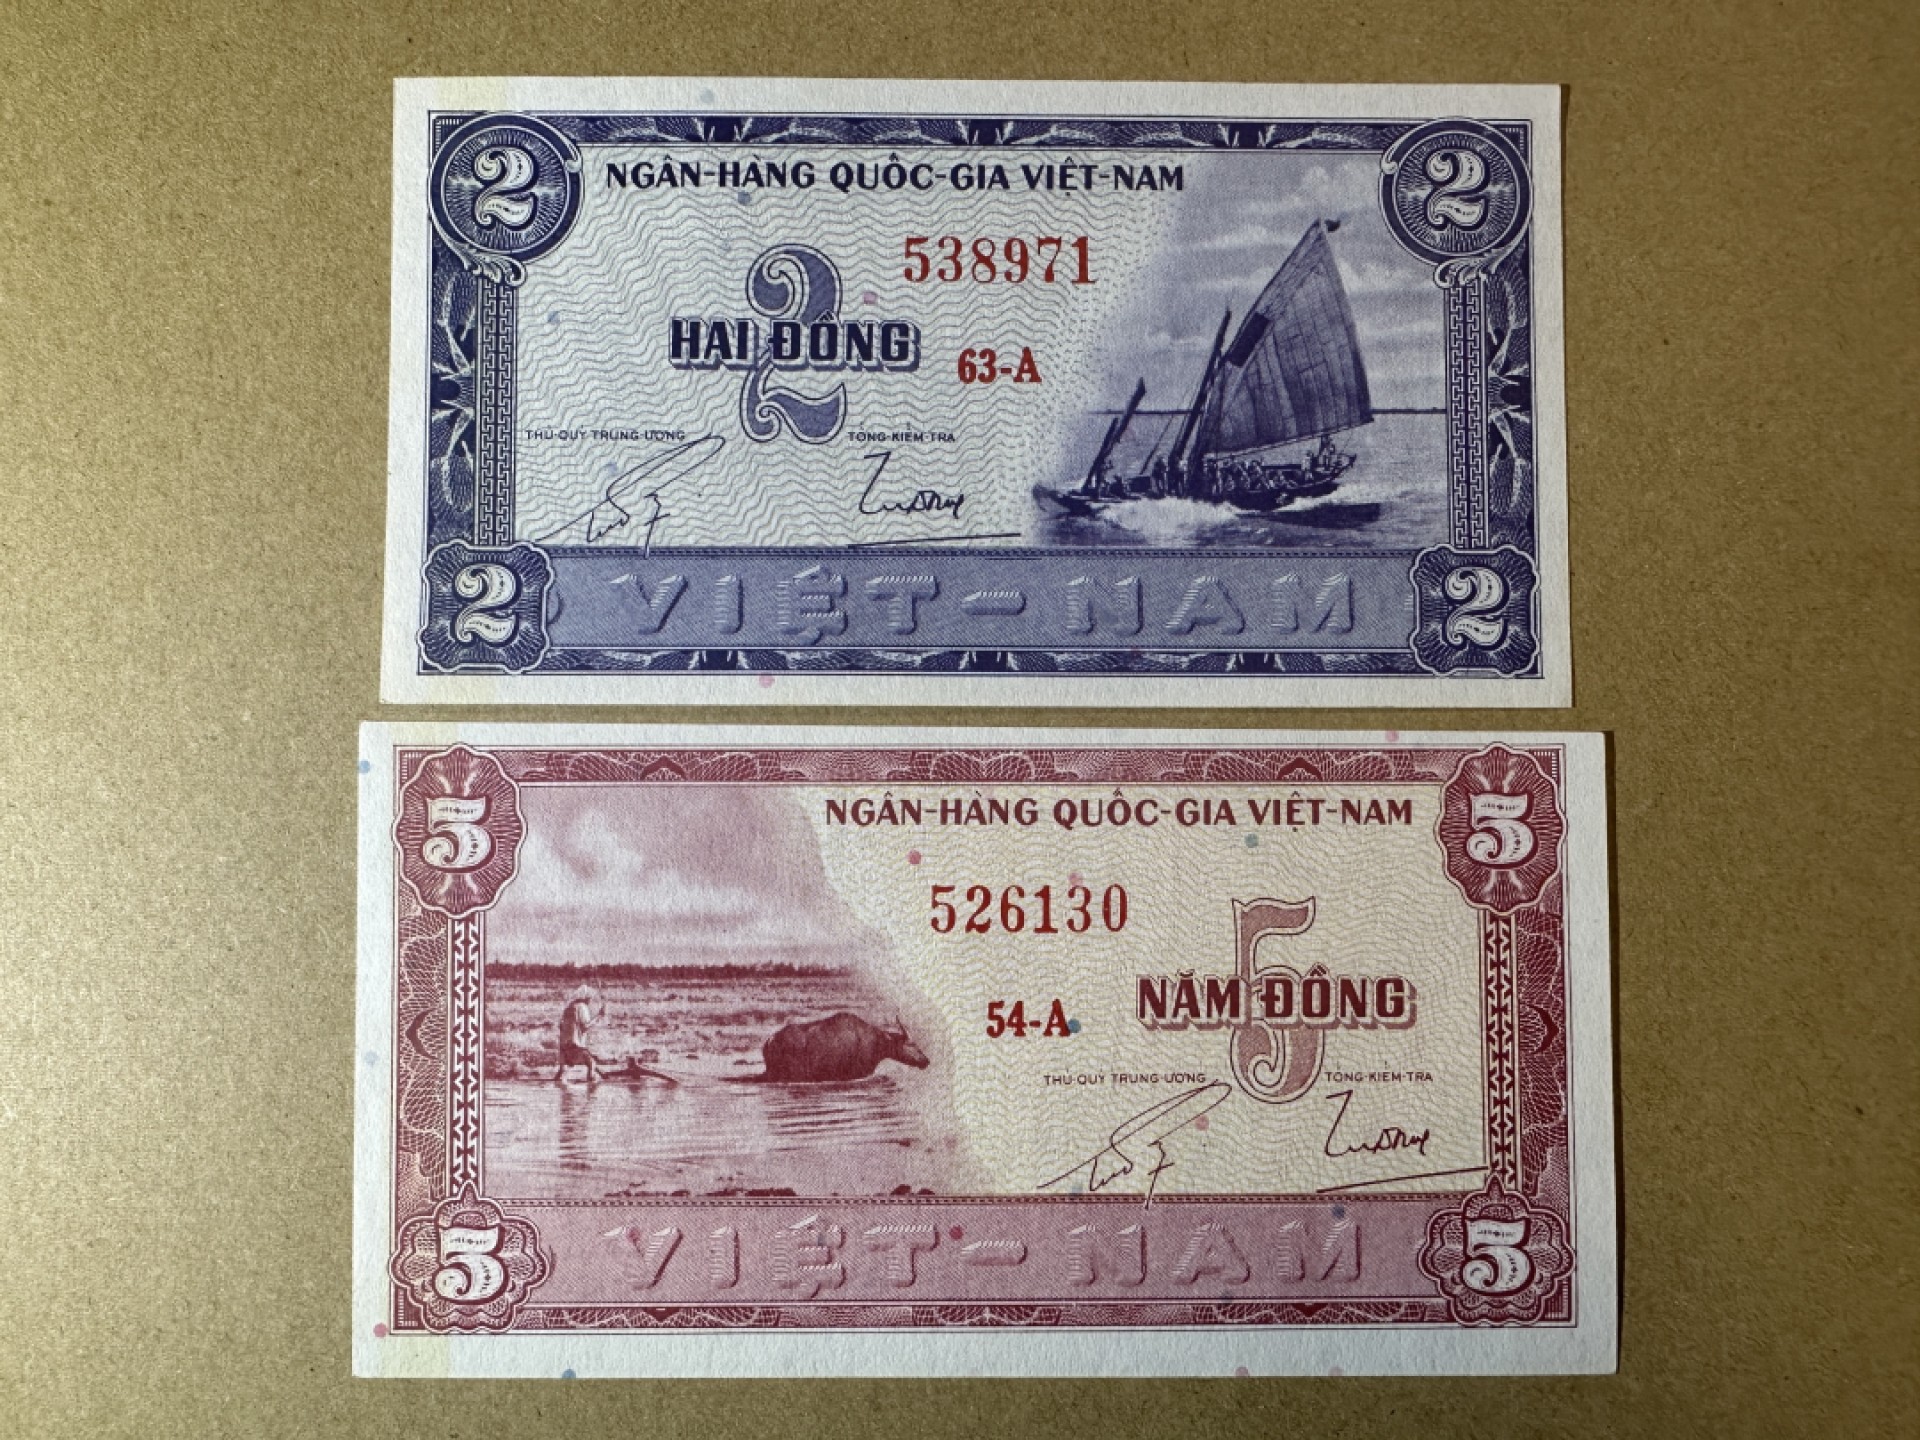 2 2
NGÂN-HÀNG QUỐC-GIA VIỆT-NAM
538971
2
HAI ĐỒNG
63-A
THỦ-QUỸ TRUNG-ƯƠNG TỔNG-KIỂM-TRA
2 VIỆT-NAM 2
5 5
NGÂN-HÀNG QUỐC-GIA VIỆT-NAM
526130
5
NĂM ĐỒNG
54-A
THỦ-QUỸ TRUNG-ƯƠNG TỔNG-KIỂM-TRA
5 VIỆT-NAM 5